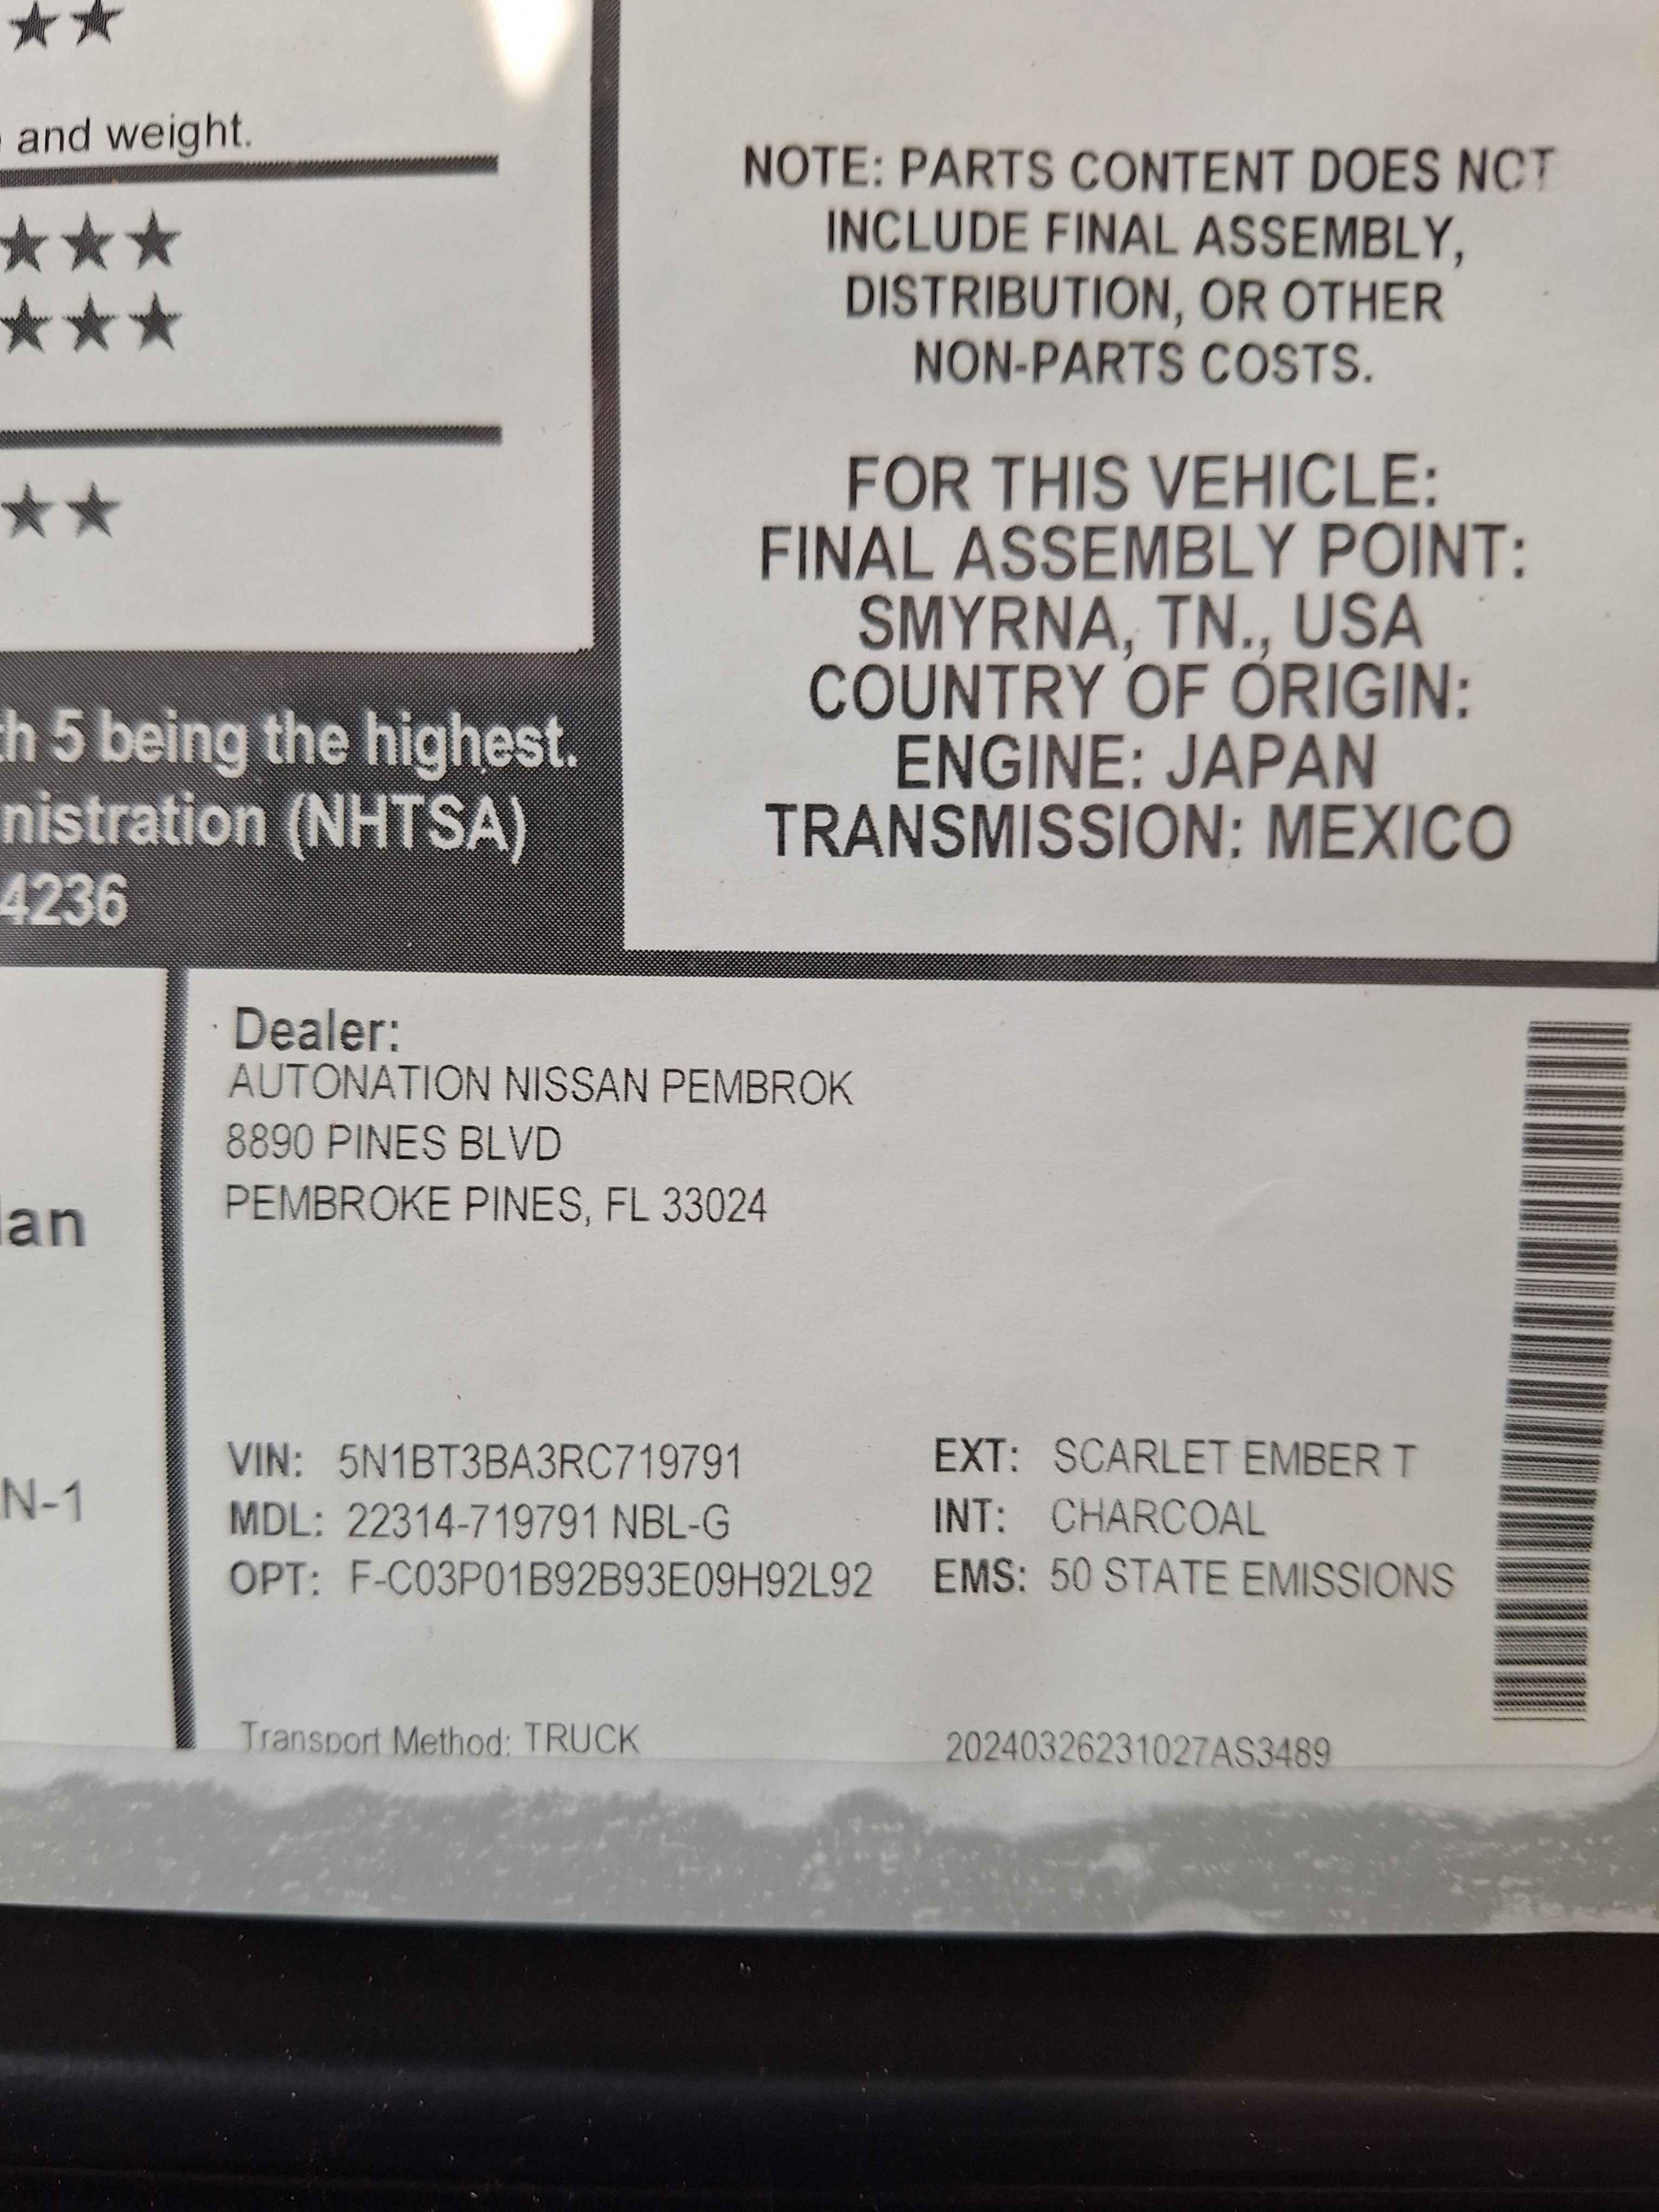 and weight.
NOTE: PARTS CONTENT DOES NOT
INCLUDE FINAL ASSEMBLY,
DISTRIBUTION, OR OTHER
NON-PARTS COSTS.
FOR THIS VEHICLE:
FINAL ASSEMBLY POINT:
SMYRNA, TN., USA
COUNTRY OF ORIGIN:
ENGINE: JAPAN
TRANSMISSION: MEXICO
5 being the highest.
(NHTSA)
4236
Dealer:
AUTONATION NISSAN PEMBROK
8890 PINES BLVD
PEMBROKE PINES, FL 33024
N-1
VIN: 5N1BT3BA3RC719791
MDL: 22314-719791 NBL-G
OPT: F-C03P01B92B93E09H92L92
EXT: SCARLET EMBER T
INT: CHARCOAL
EMS: 50 STATE EMISSIONS
Transport Method: TRUCK
20240326231027AS3489